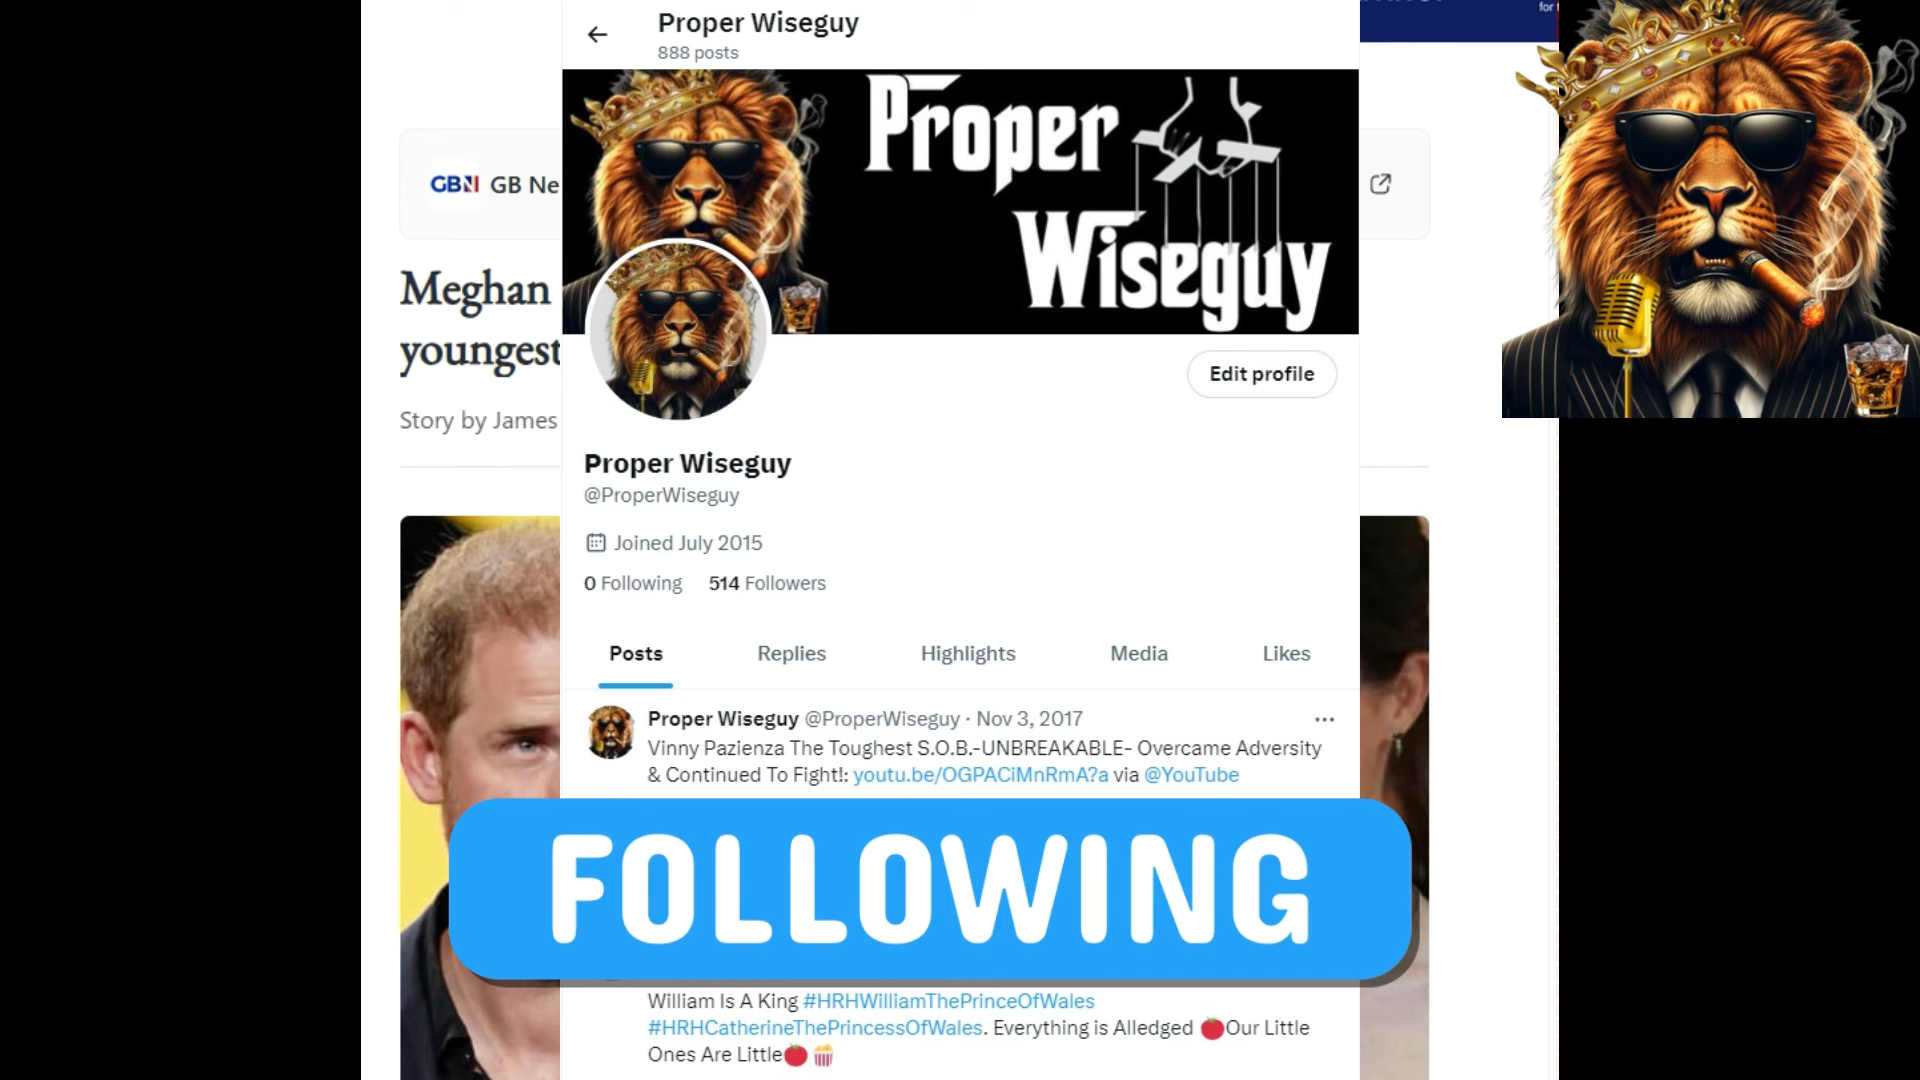 Proper Wiseguy
888 posts
for
Proper
Wiseguy
GBN GB Ne
Meghan
youngest
Story by James
Edit profile
Proper Wiseguy
@ProperWiseguy
Joined July 2015
0 Following 514 Followers
Posts Replies Highlights Media Likes
Proper Wiseguy @ProperWiseguy · Nov 3, 2017 ...
Vinny Pazienza The Toughest S.O.B.-UNBREAKABLE- Overcame Adversity
& Continued To Fight!: youtu.be/OGPACiMnRmA?a via @YouTube
FOLLOWING
William Is A King #HRHWilliamThePrinceOfWales
#HRHCatherineThePrincessOfWales. Everything is Alledged 🍅Our Little
Ones Are Little🍅🍿